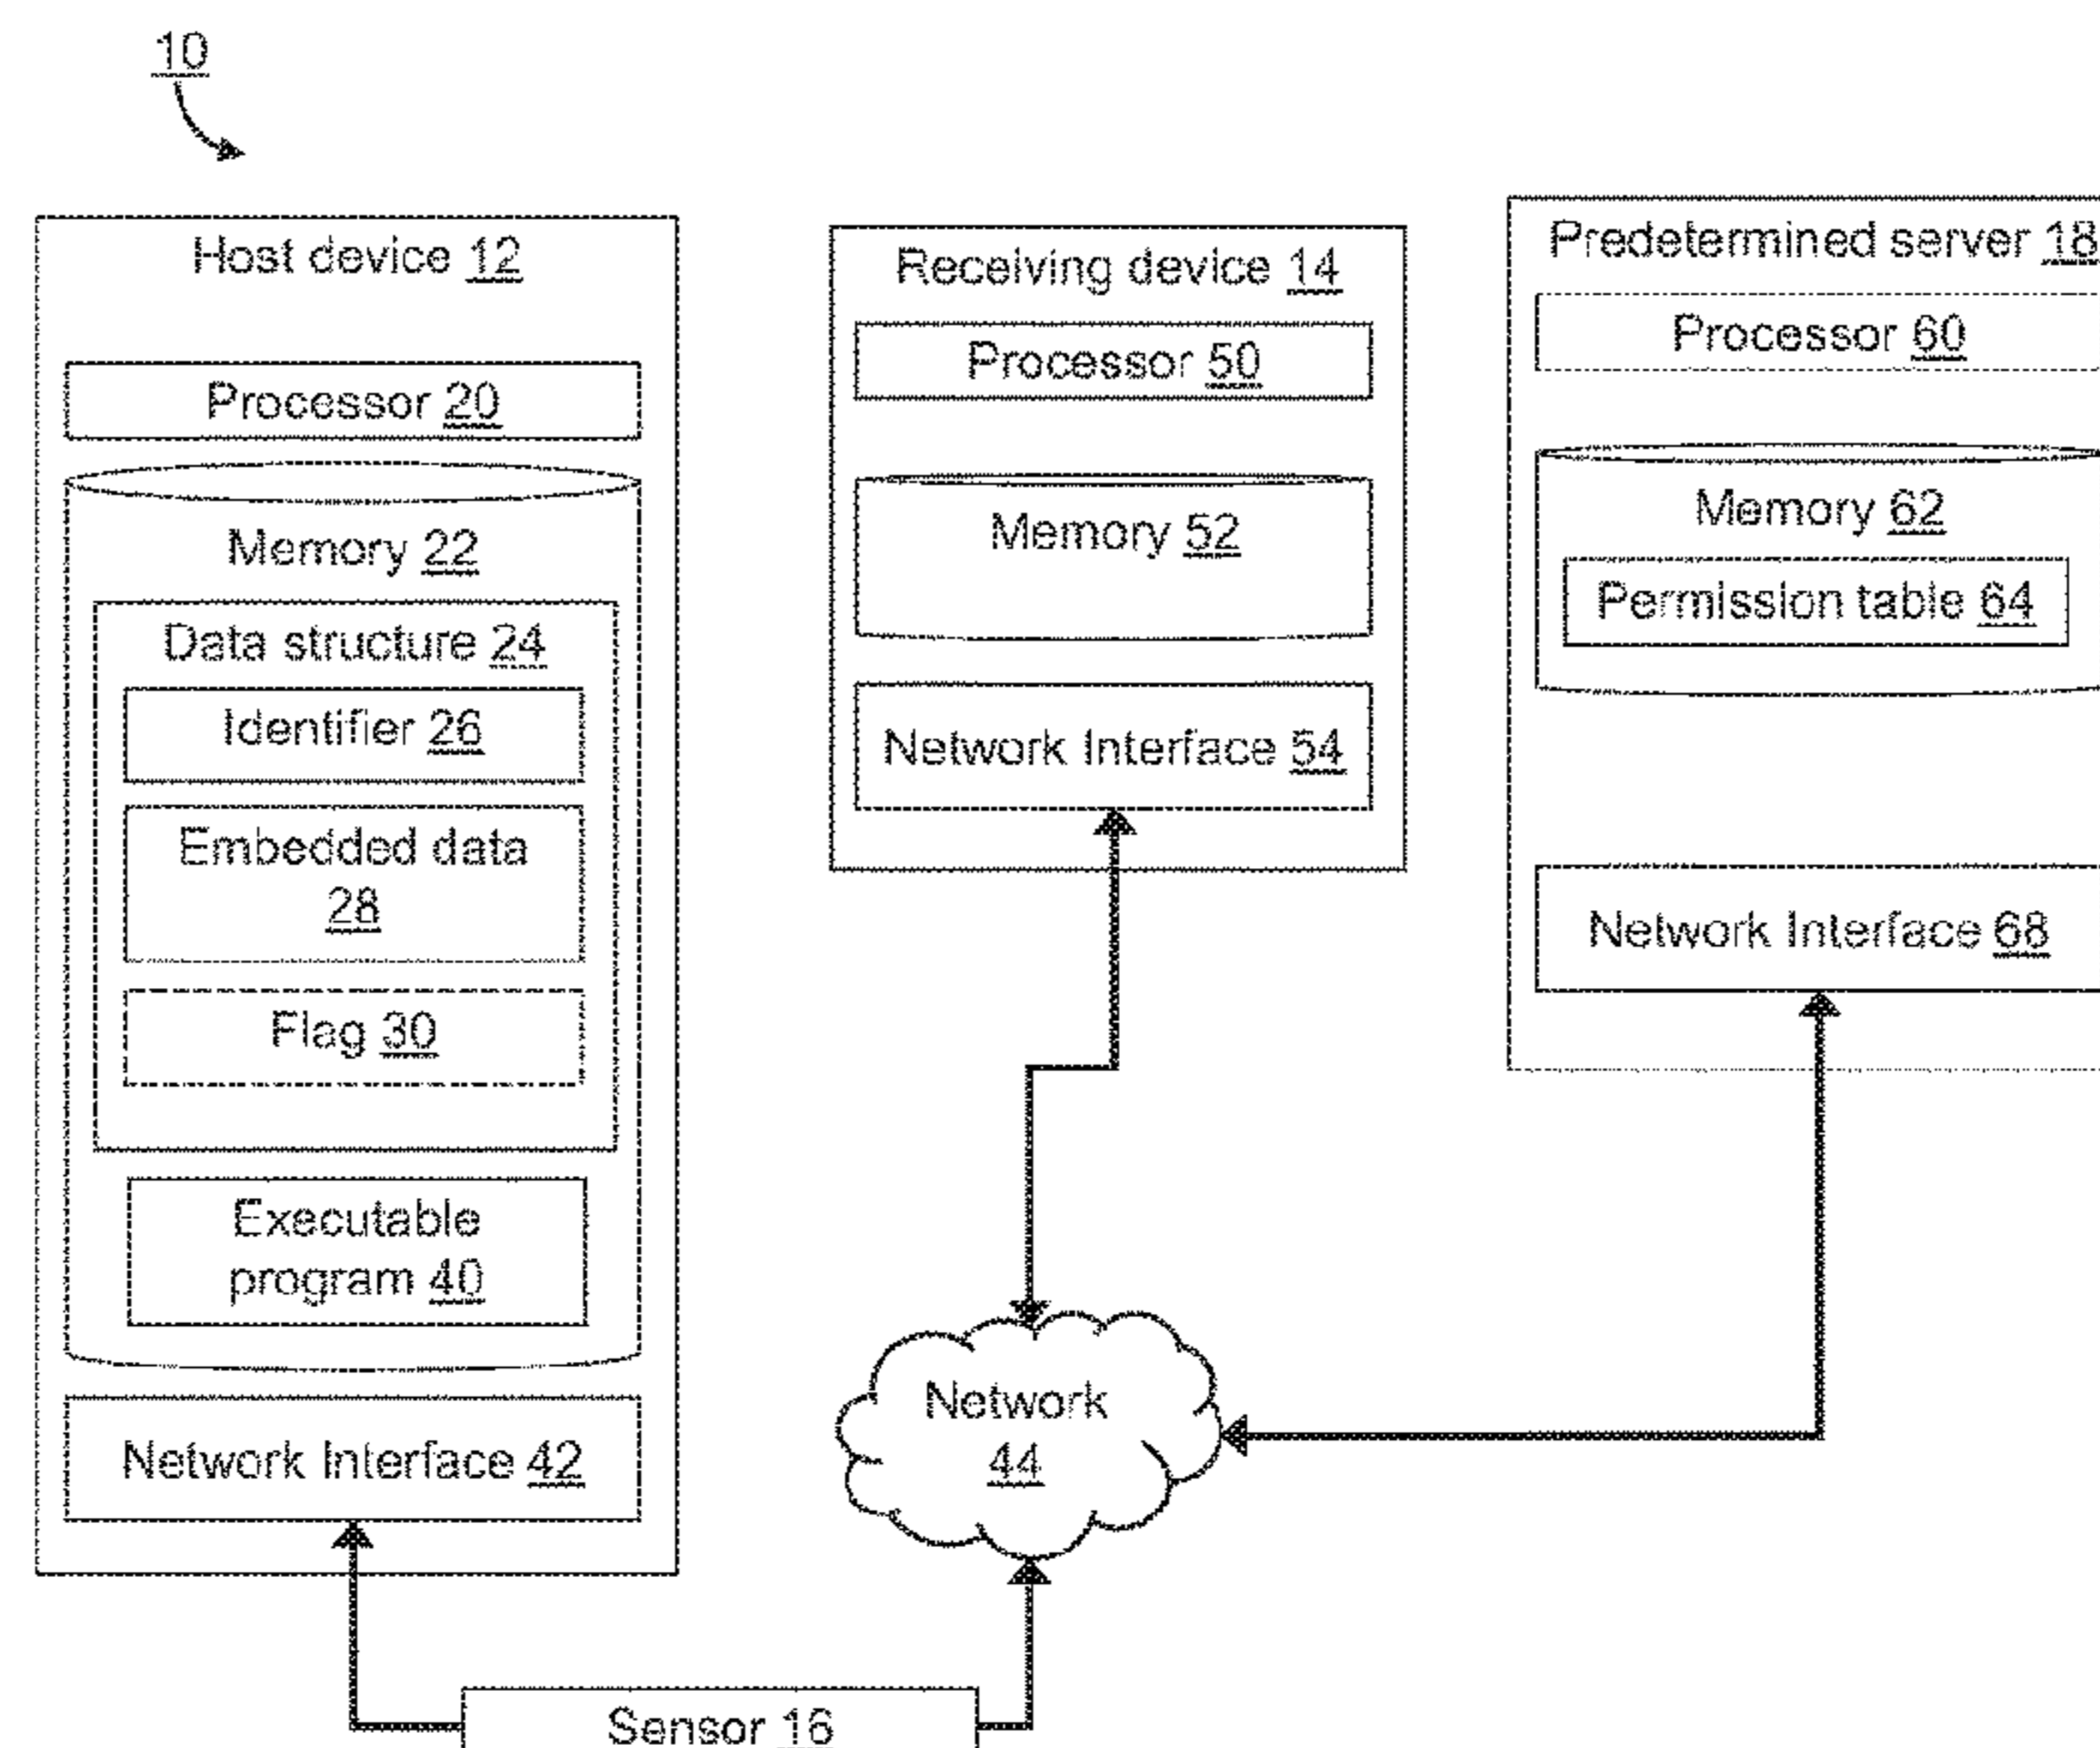 10
Host device 12
Processor 20
Memory 22
Data structure 24
Identifier 26
Embedded data
28
Flag 30
Executable
program 40
Network Interface 42
Receiving device 14
Processor 50
Memory 52
Network Interface 54
Predetermined server 18
Processor 60
Memory 62
Permission table 64
Network Interface 68
Network
44
Sensor 16